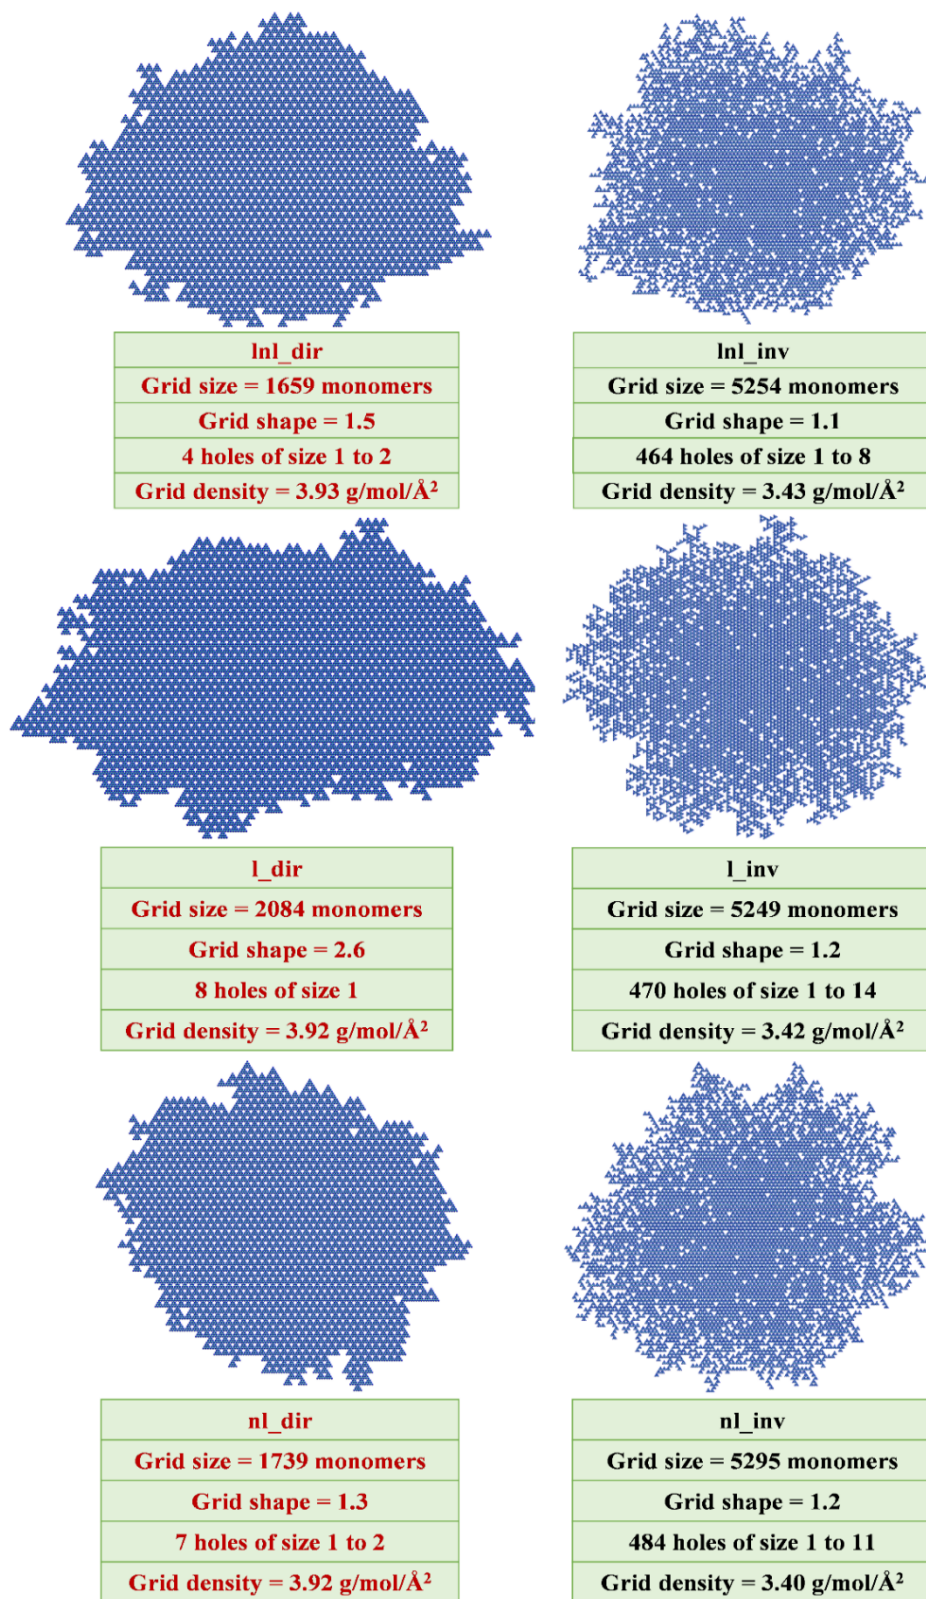 lnl_dir
Grid size = 1659 monomers
Grid shape = 1.5
4 holes of size 1 to 2
Grid density = 3.93 g/mol/Å²
lnl_inv
Grid size = 5254 monomers
Grid shape = 1.1
464 holes of size 1 to 8
Grid density = 3.43 g/mol/Å²
l_dir
Grid size = 2084 monomers
Grid shape = 2.6
8 holes of size 1
Grid density = 3.92 g/mol/Å²
l_inv
Grid size = 5249 monomers
Grid shape = 1.2
470 holes of size 1 to 14
Grid density = 3.42 g/mol/Å²
nl_dir
Grid size = 1739 monomers
Grid shape = 1.3
7 holes of size 1 to 2
Grid density = 3.92 g/mol/Å²
nl_inv
Grid size = 5295 monomers
Grid shape = 1.2
484 holes of size 1 to 11
Grid density = 3.40 g/mol/Å²